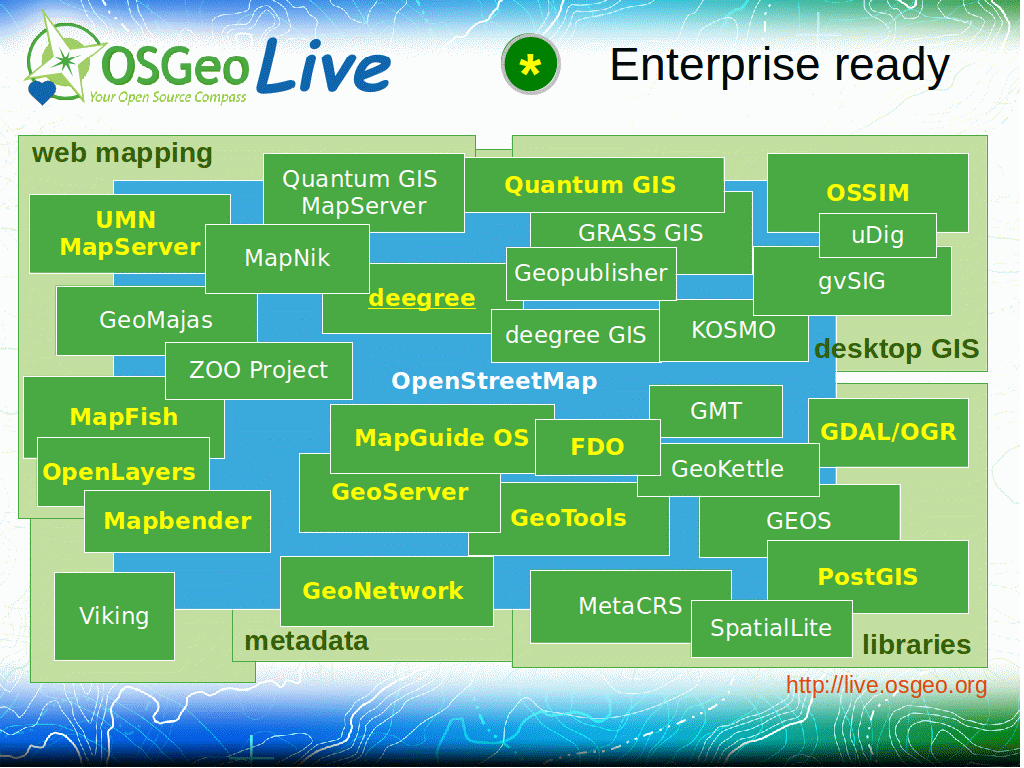 OSGeo Live
Your Open Source Compass
*
Enterprise ready
web mapping
Quantum GIS
MapServer
Quantum GIS
OSSIM
UMN
MapServer
GRASS GIS
uDig
MapNik
Geopublisher
gvSIG
deegree
GeoMajas
deegree GIS
KOSMO
desktop GIS
ZOO Project
OpenStreetMap
MapFish
GMT
GDAL/OGR
MapGuide OS
FDO
OpenLayers
GeoKettle
GeoServer
Mapbender
GeoTools
GEOS
GeoNetwork
PostGIS
Viking
MetaCRS
SpatialLite
metadata
libraries
http://live.osgeo.org